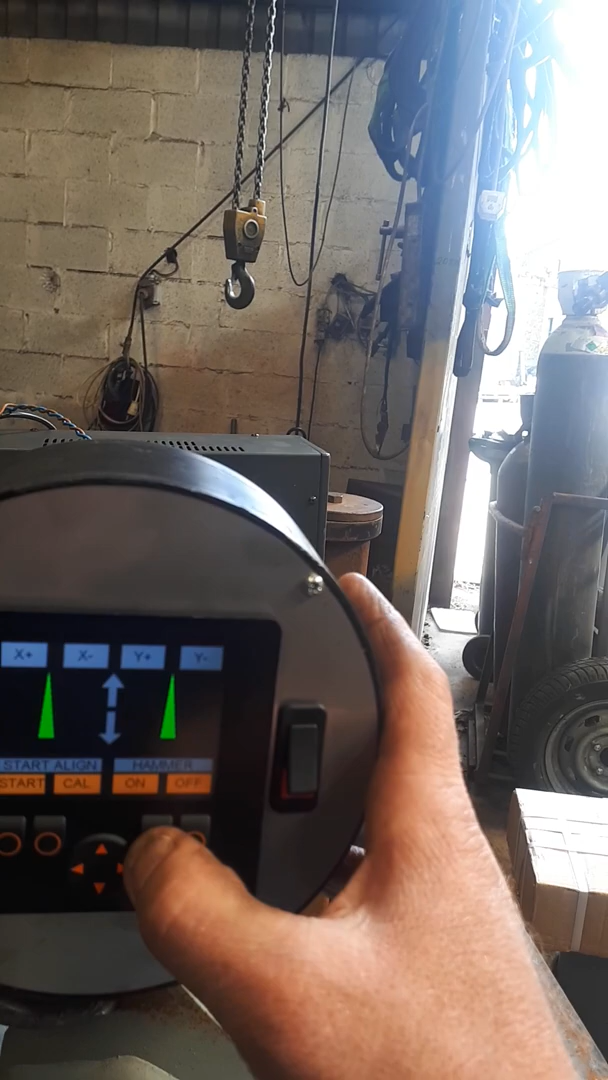 X+ X- Y+ Y-
START ALIGN HAMMER
START CAL ON OFF